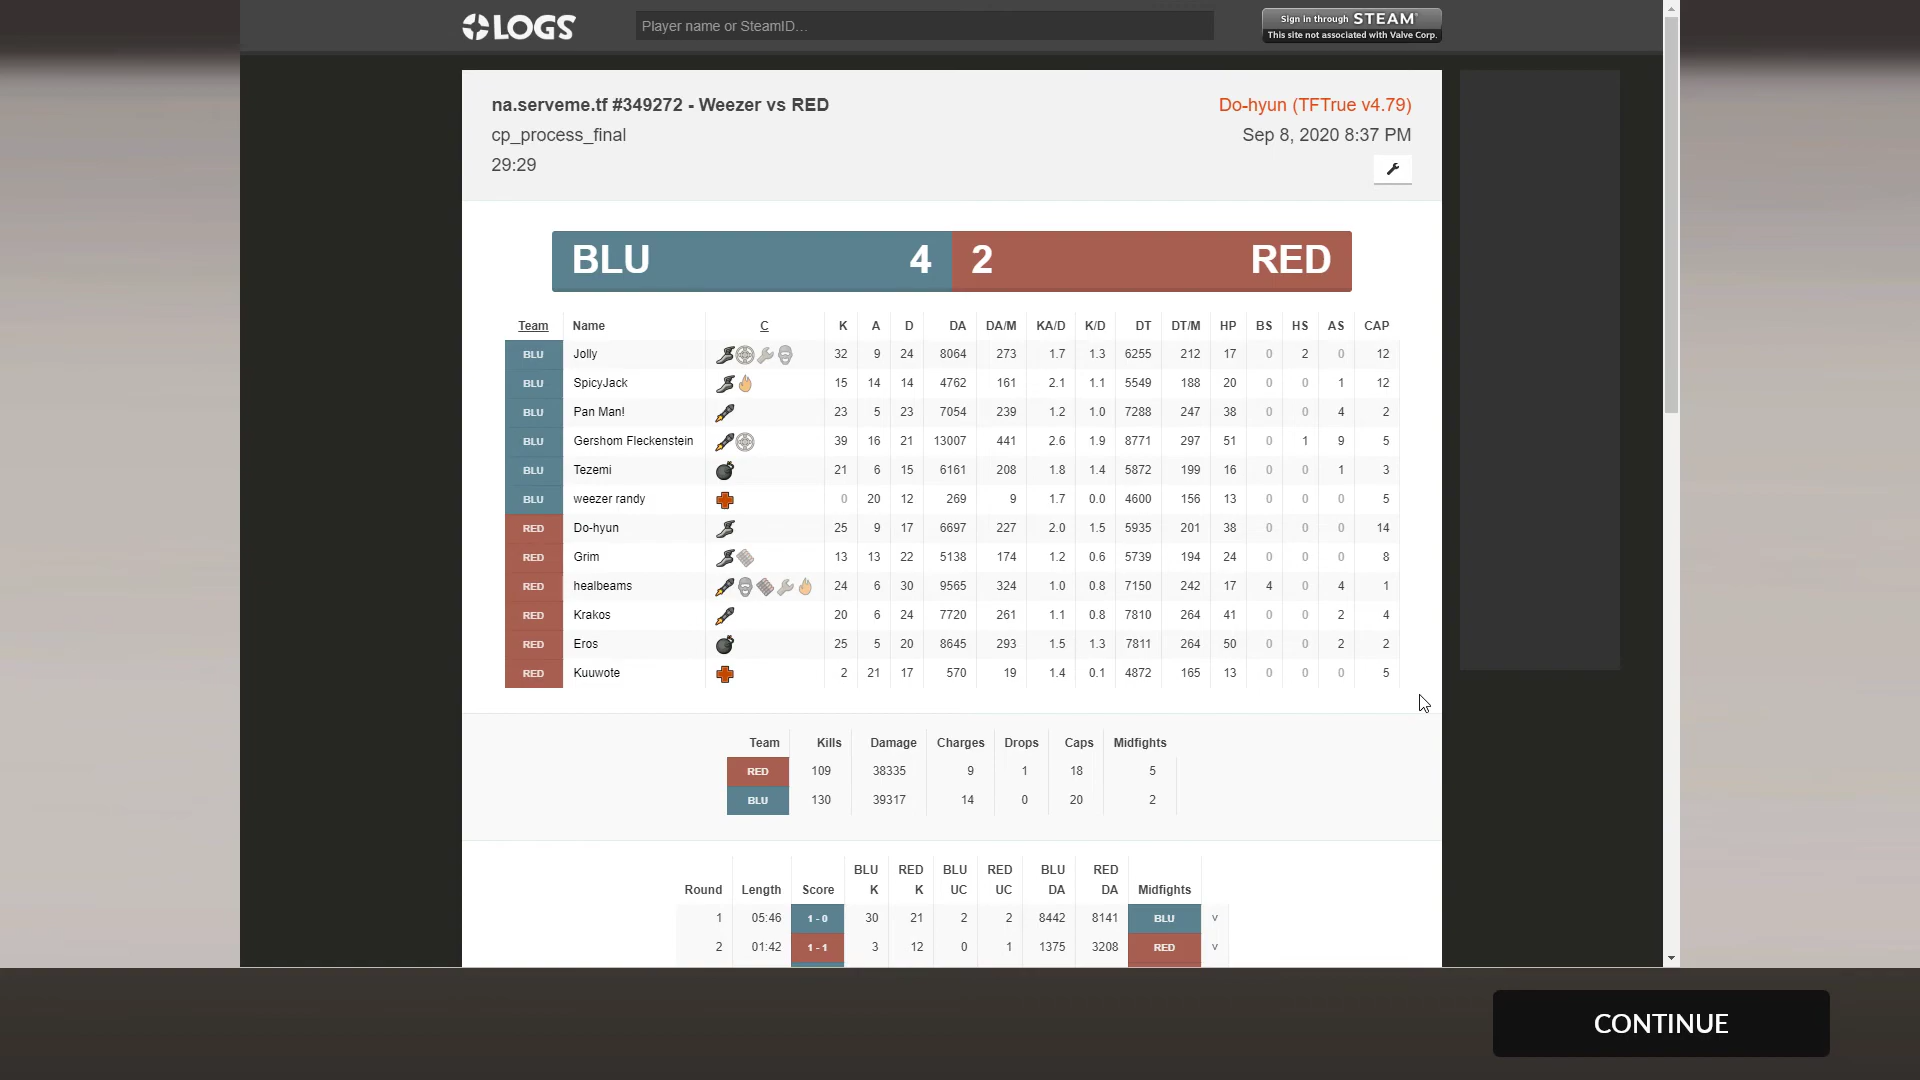 LOGS
Player name or SteamID...
Sign in through STEAM
This site not associated with Valve Corp.
na.serveme.tf #349272 - Weezer vs RED
Do-hyun (TFTrue v4.79)
cp_process_final
Sep 8, 2020 8:37 PM
29:29
BLU 4 2 RED
Team Name C K A D DA DA/M KA/D K/D DT DT/M HP BS HS AS CAP
BLU Jolly 32 9 24 8064 273 1.7 1.3 6255 212 17 0 2 0 12
BLU SpicyJack 15 14 14 4762 161 2.1 1.1 5549 188 20 0 0 1 12
BLU Pan Man! 23 5 23 7054 239 1.2 1.0 7288 247 38 0 0 4 2
BLU Gershom Fleckenstein 39 16 21 13007 441 2.6 1.9 8771 297 51 0 1 9 5
BLU Tezemi 21 6 15 6161 208 1.8 1.4 5872 199 16 0 0 1 3
BLU weezer randy 0 20 12 269 9 1.7 0.0 4600 156 13 0 0 0 5
RED Do-hyun 25 9 17 6697 227 2.0 1.5 5935 201 38 0 0 0 14
RED Grim 13 13 22 5138 174 1.2 0.6 5739 194 24 0 0 0 8
RED healbeams 24 6 30 9565 324 1.0 0.8 7150 242 17 4 0 4 1
RED Krakos 20 6 24 7720 261 1.1 0.8 7810 264 41 0 0 2 4
RED Eros 25 5 20 8645 293 1.5 1.3 7811 264 50 0 0 2 2
RED Kuuwote 2 21 17 570 19 1.4 0.1 4872 165 13 0 0 0 5
Team Kills Damage Charges Drops Caps Midfights
RED 109 38335 9 1 18 5
BLU 130 39317 14 0 20 2
BLU RED BLU RED BLU RED
Round Length Score K K UC UC DA DA Midfights
1 05:46 1 - 0 30 21 2 2 8442 8141 BLU v
2 01:42 1 - 1 3 12 0 1 1375 3208 RED v
CONTINUE